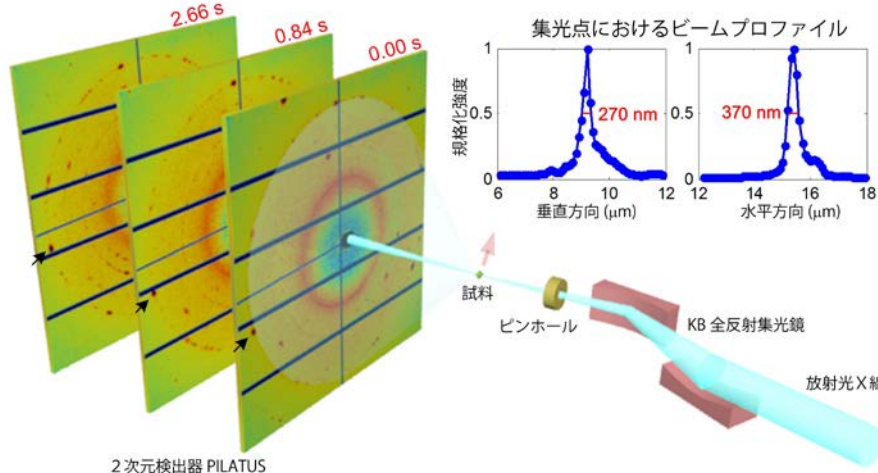 2.66 s
0.84 s
0.00 s
集光点におけるビームプロファイル
規格化強度
1
0.5
0
270 nm
6
8
10
12
垂直方向 (μm)
1
0.5
0
370 nm
12
14
16
18
水平方向 (μm)
試料
ピンホール
KB 全反射集光鏡
放射光X線
2次元検出器 PILATUS